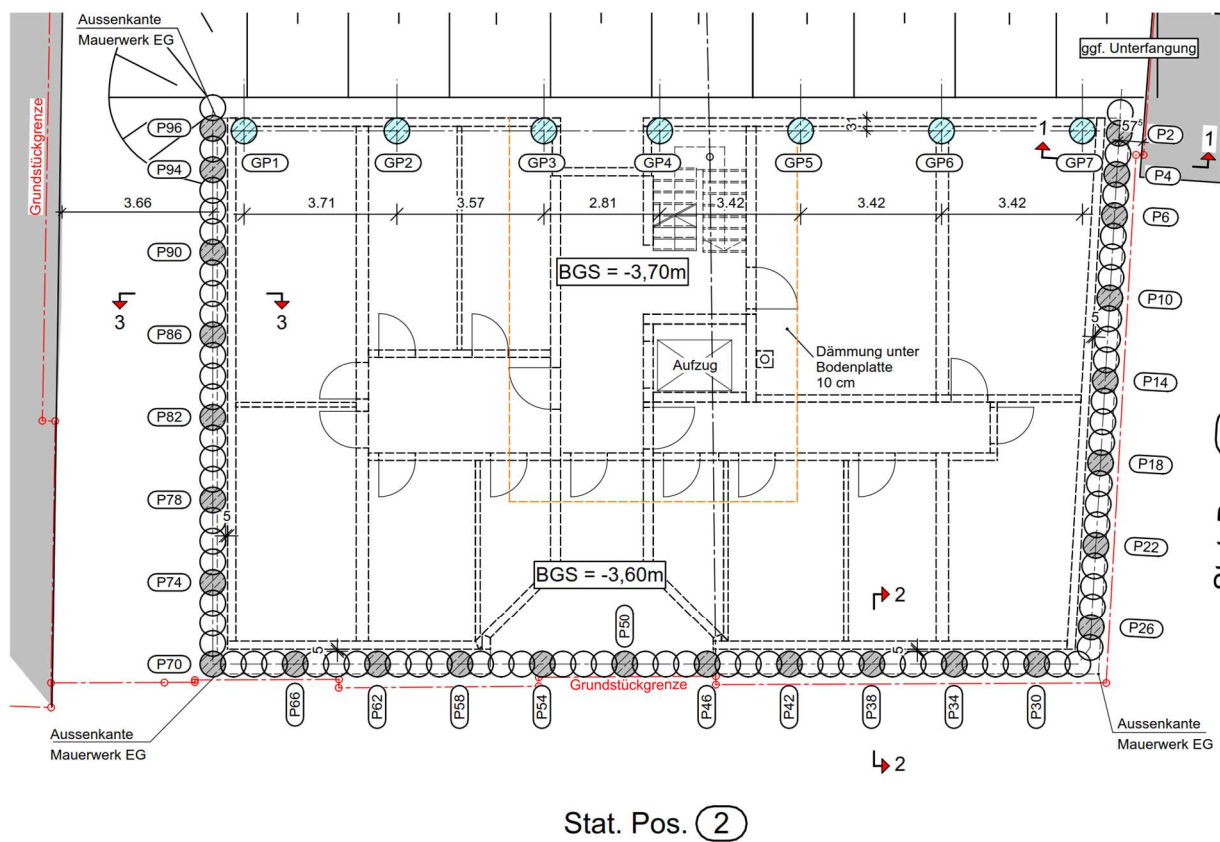 Aussenkante
Mauerwerk EG
ggf. Unterfangung
Grundstückgrenze
P96
P94
P90
P86
P82
P78
P74
P70
GP1
GP2
GP3
GP4
GP5
GP6
GP7
31
57⁵
1
1
P2
P4
P6
P10
P14
P18
P22
P26
3.66
3.71
3.57
2.81
3.42
3.42
3.42
BGS = -3,70m
3
3
Aufzug
Dämmung unter
Bodenplatte
10 cm
5
5
BGS = -3,60m
2
5
5
P50
Grundstückgrenze
P66
P62
P58
P54
P46
P42
P38
P34
P30
Aussenkante
Mauerwerk EG
2
Aussenkante
Mauerwerk EG
Stat. Pos. 2